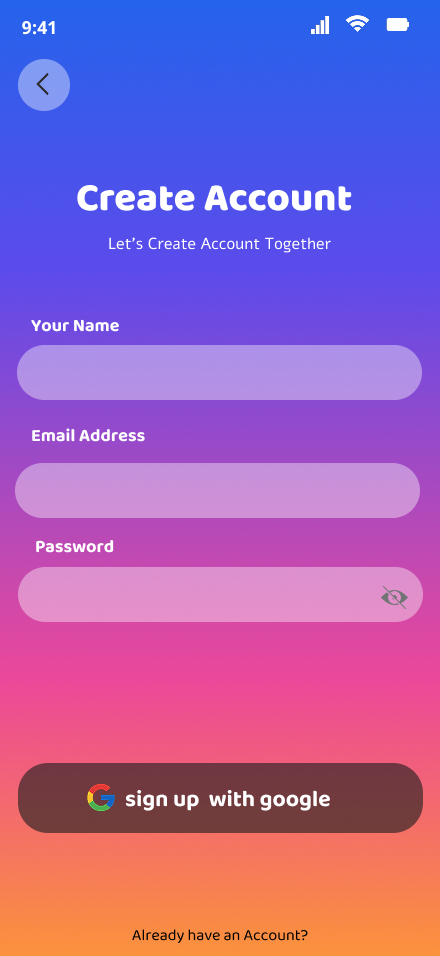 9:41
Create Account
Let's Create Account Together
Your Name
Email Address
Password
sign up  with google
Already have an Account?